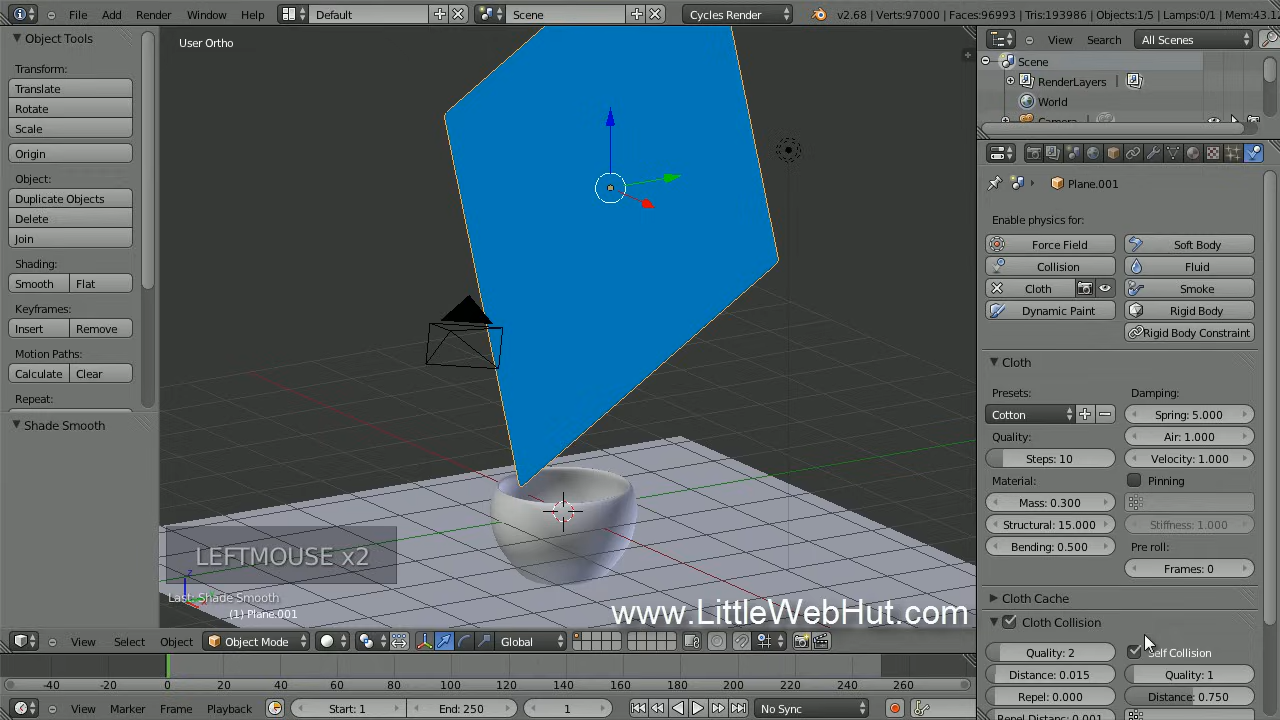 File Add Render Window Help Default Scene Cycles Render v2.68 | Verts:97000 | Faces:96993 | Tris:193986 | Objects:1/5 | Lamps:0/1 | Mem:43.
Object Tools
Transform:
Translate
Rotate
Scale
Origin
Object:
Duplicate Objects
Delete
Join
Shading:
Smooth Flat
Keyframes:
Insert Remove
Motion Paths:
Calculate Clear
Repeat:
Shade Smooth
User Ortho
LEFTMOUSE x2
Last: Shade Smooth
(1) Plane.001
www.LittleWebHut.com
View Select Object Object Mode Global
-40 -20 0 20 40 60 80 100 120 140 160 180 200 220 240 260
View Marker Frame Playback Start: 1 End: 250 1 No Sync
View Search All Scenes
Scene
RenderLayers |
World
Camera
Plane.001
Enable physics for:
Force Field Soft Body
Collision Fluid
Cloth Smoke
Dynamic Paint Rigid Body
Rigid Body Constraint
Cloth
Presets: Damping:
Cotton Spring: 5.000
Quality: Air: 1.000
Steps: 10 Velocity: 1.000
Material: Pinning
Mass: 0.300
Structural: 15.000 Stiffness: 1.000
Bending: 0.500 Pre roll:
Frames: 0
Cloth Cache
Cloth Collision
Quality: 2 Self Collision
Distance: 0.015 Quality: 1
Repel: 0.000 Distance: 0.750
Repel Distance: 0.001